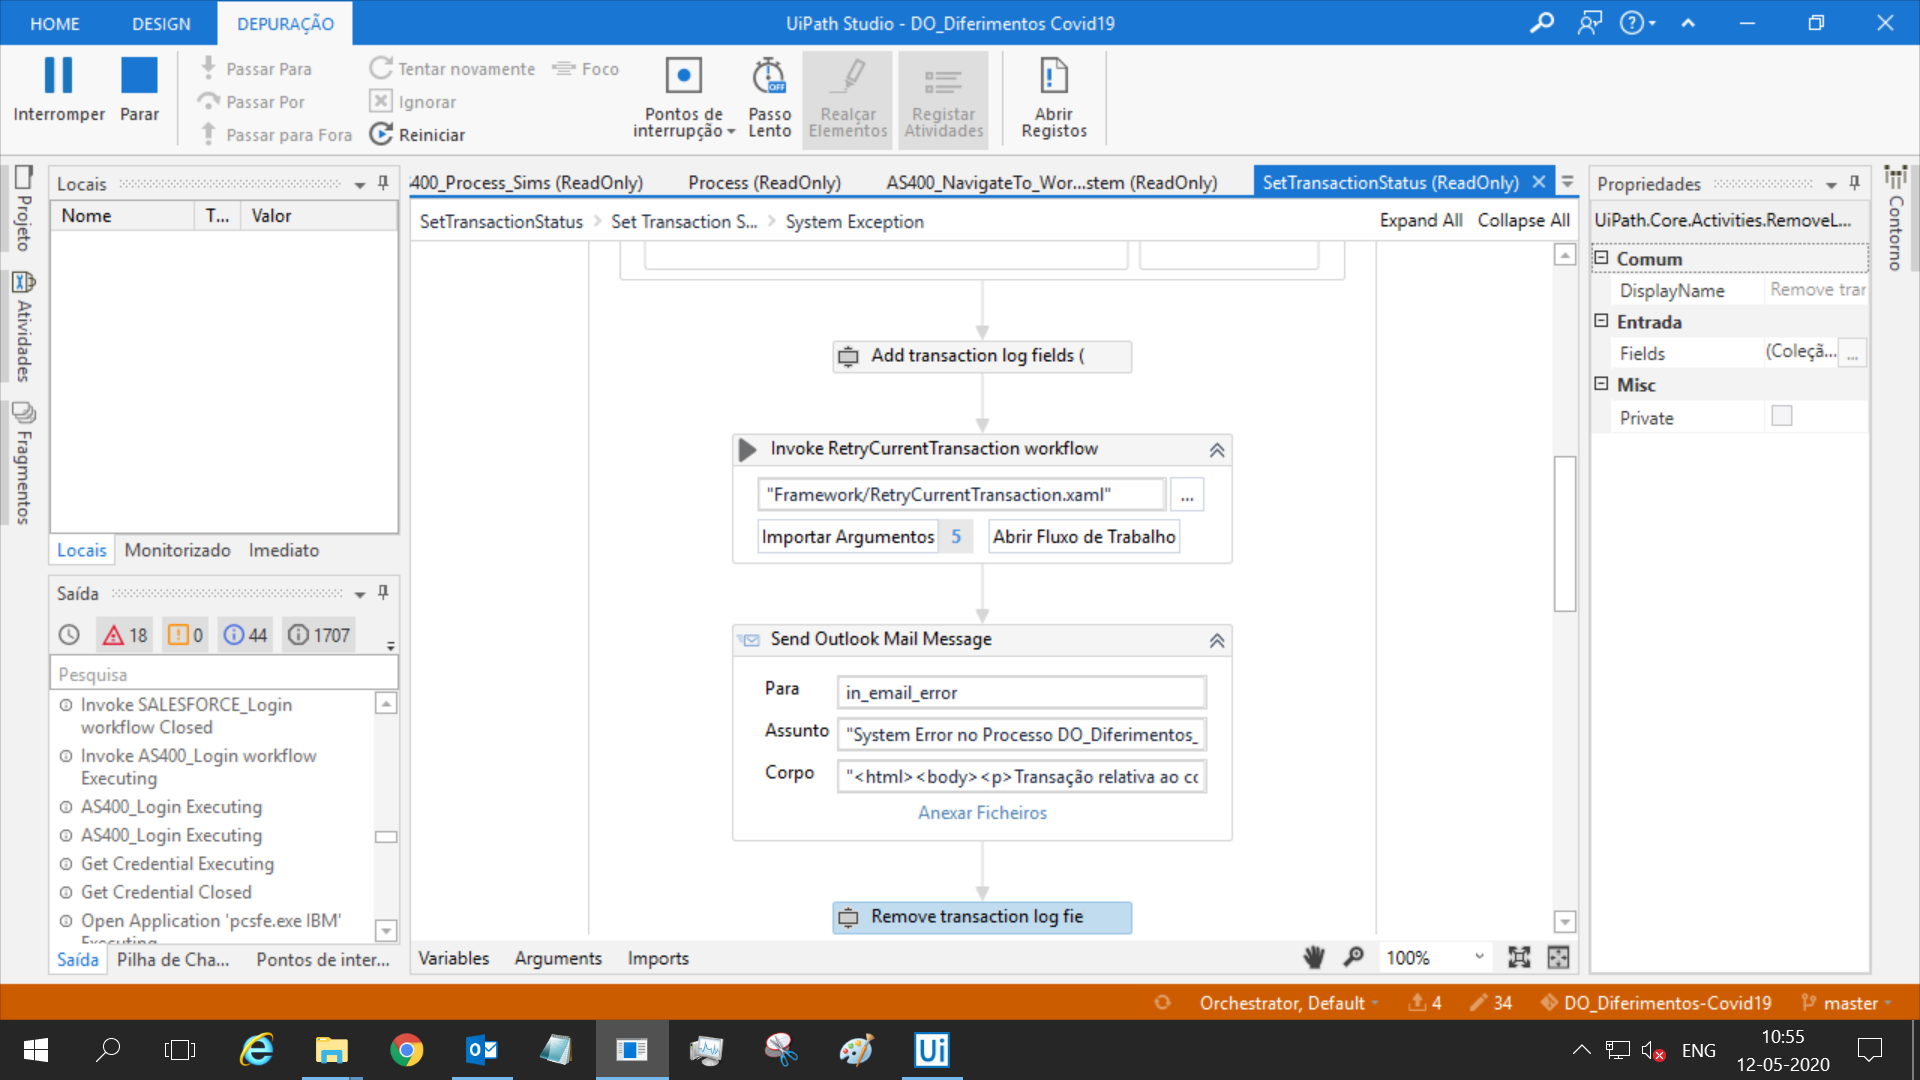 HOME DESIGN DEPURAÇÃO UiPath Studio - DO_Diferimentos Covid19
Interromper
Parar
Passar Para
Passar Por
Passar para Fora
Tentar novamente
Ignorar
Reiniciar
Foco
Pontos de
interrupção
Passo
Lento
OFF
Realçar
Elementos
Registar
Atividades
Abrir
Registos
Projeto
Atividades
Fragmentos
Locais
Nome T... Valor
Locais Monitorizado Imediato
Saída
18 0 44 1707
Pesquisa
Invoke SALESFORCE_Login
workflow Closed
Invoke AS400_Login workflow
Executing
AS400_Login Executing
AS400_Login Executing
Get Credential Executing
Get Credential Closed
Open Application 'pcsfe.exe IBM'
Executing
Saída Pilha de Cha... Pontos de inter...
400_Process_Sims (ReadOnly) Process (ReadOnly) AS400_NavigateTo_Wor...stem (ReadOnly) SetTransactionStatus (ReadOnly)
SetTransactionStatus Set Transaction S... System Exception Expand All Collapse All
Add transaction log fields (
Invoke RetryCurrentTransaction workflow
"Framework/RetryCurrentTransaction.xaml" ...
Importar Argumentos 5 Abrir Fluxo de Trabalho
Send Outlook Mail Message
Para in_email_error
Assunto "System Error no Processo DO_Diferimentos_
Corpo "<html><body><p>Transação relativa ao co
Anexar Ficheiros
Remove transaction log fie
Variables Arguments Imports 100%
Propriedades
UiPath.Core.Activities.RemoveL...
Comum
DisplayName Remove tran
Entrada
Fields (Coleçã... ...
Misc
Private
Contorno
Orchestrator, Default 4 34 DO_Diferimentos-Covid19 master
Ui
ENG
10:55
12-05-2020